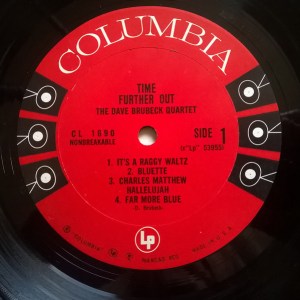 COLUMBIA
TIME
FURTHER OUT
THE DAVE BRUBECK QUARTET
CL 1690
NONBREAKABLE
SIDE 1
1. IT'S A RAGGY WALTZ
2. BLUETTE
3. CHARLES MATTHEW
HALLELUJAH
4. FAR MORE BLUE
Lp